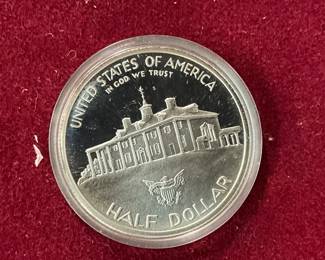 UNITED STATES OF AMERICA
IN GOD WE TRUST
HALF DOLLAR